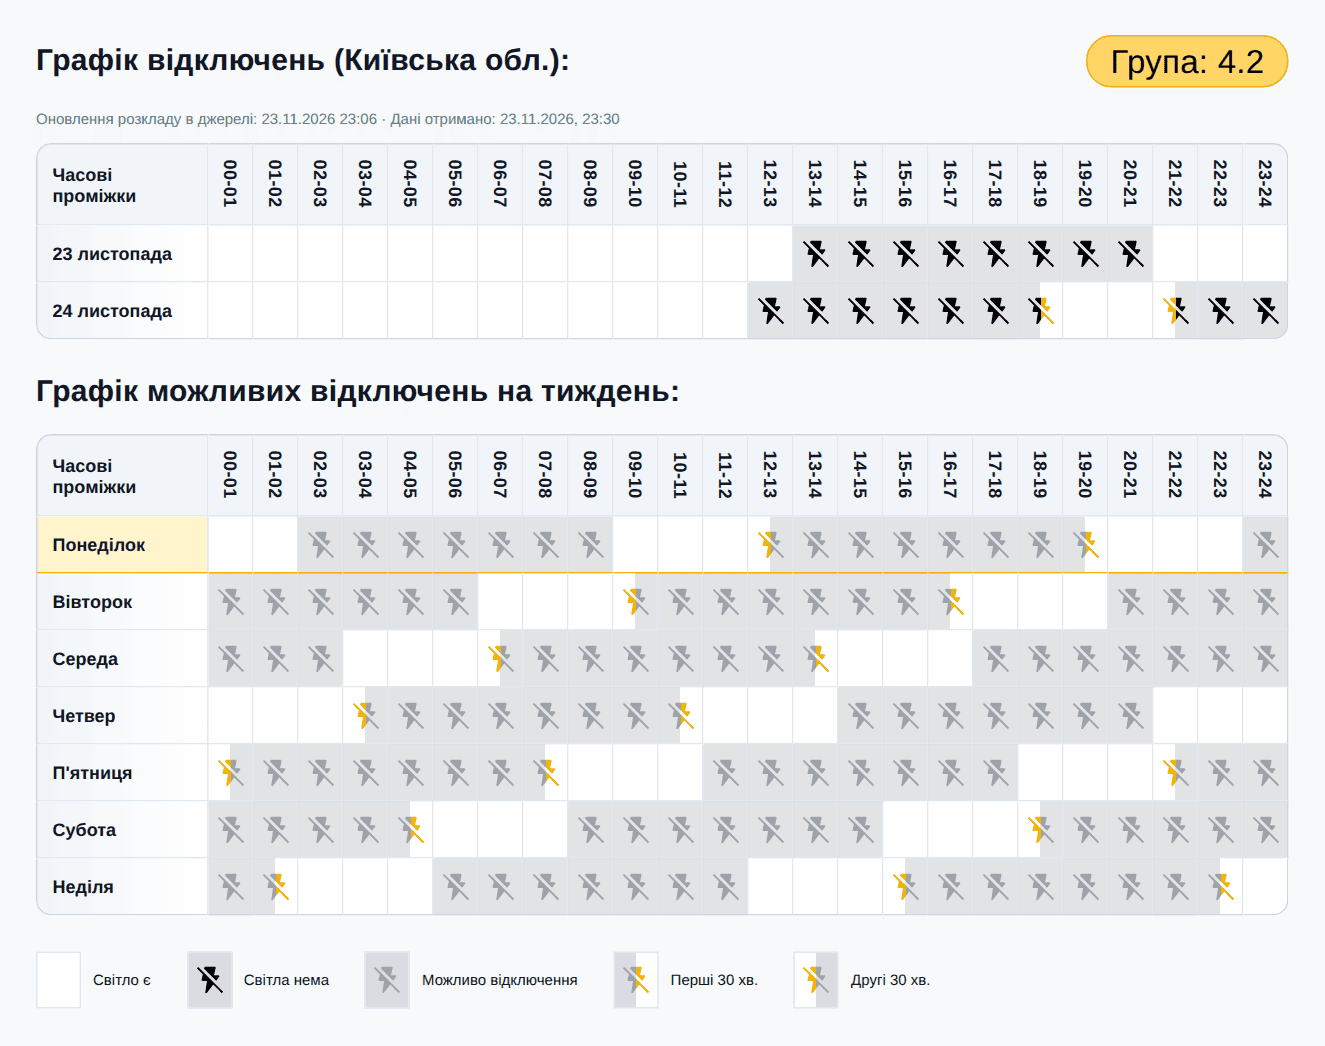 Графік відключень (Київська обл.):
Група: 4.2
Оновлення розкладу в джерелі: 23.11.2026 23:06 · Дані отримано: 23.11.2026, 23:30
Часові проміжки 00-01 01-02 02-03 03-04 04-05 05-06 06-07 07-08 08-09 09-10 10-11 11-12 12-13 13-14 14-15 15-16 16-17 17-18 18-19 19-20 20-21 21-22 22-23 23-24
23 листопада
24 листопада
Графік можливих відключень на тиждень:
Часові проміжки 00-01 01-02 02-03 03-04 04-05 05-06 06-07 07-08 08-09 09-10 10-11 11-12 12-13 13-14 14-15 15-16 16-17 17-18 18-19 19-20 20-21 21-22 22-23 23-24
Понеділок
Вівторок
Середа
Четвер
П'ятниця
Субота
Неділя
Світло є Світла нема Можливо відключення Перші 30 хв. Другі 30 хв.